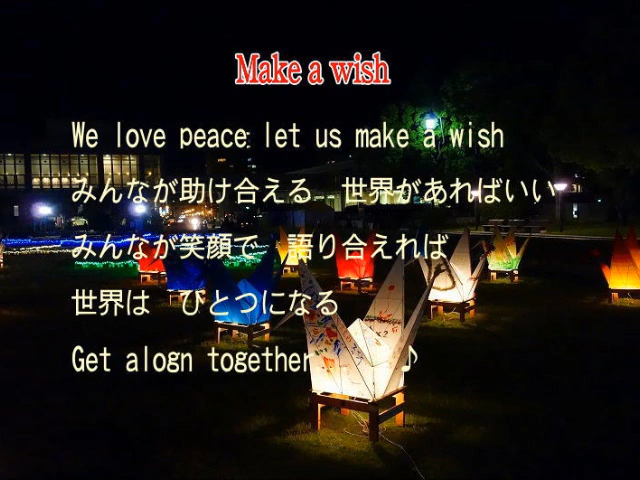 Make a wish
We love peace let us make a wish
みんなが助け合える 世界があればいい
みんなが笑顔で 語り合えれば
世界は ひとつになる
Get alogn together ♪